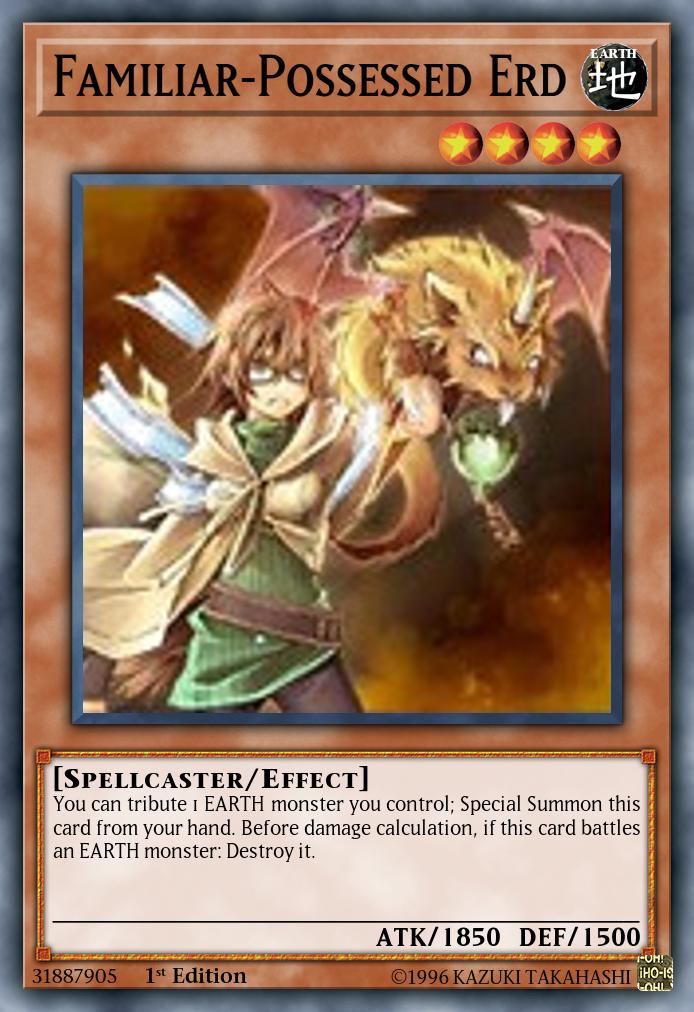 Familiar-Possessed Erd
EARTH
地
[Spellcaster/Effect]
You can tribute 1 EARTH monster you control; Special Summon this
card from your hand. Before damage calculation, if this card battles
an EARTH monster: Destroy it.
ATK/1850 DEF/1500
31887905 1st Edition ©1996 KAZUKI TAKAHASHI